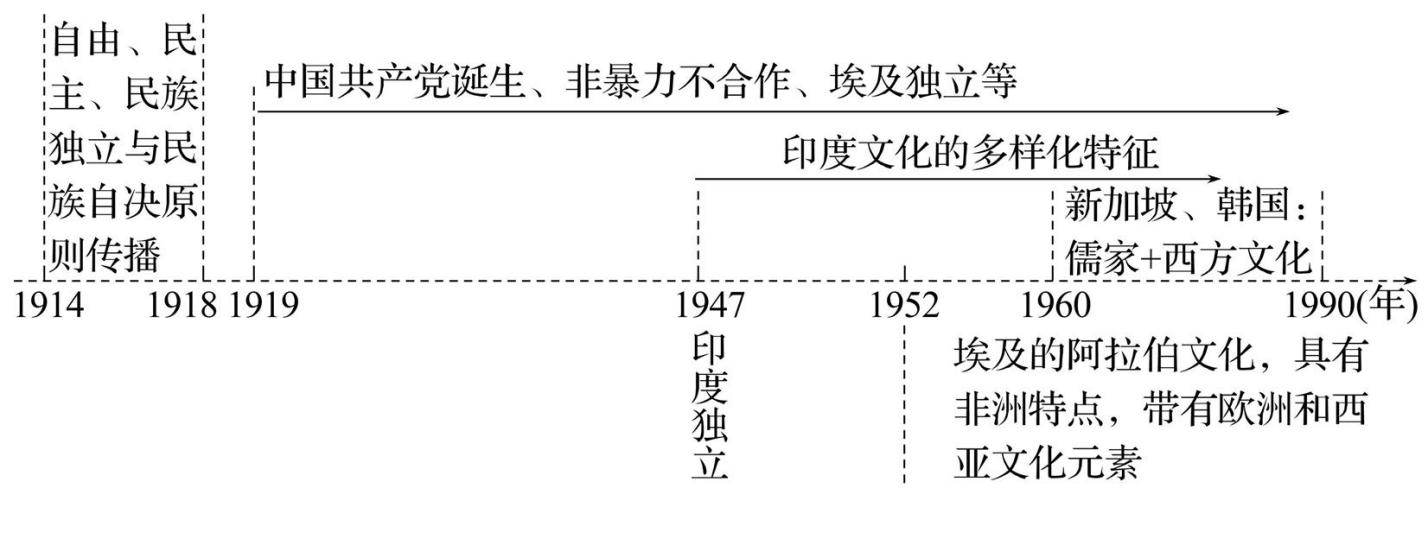 自由、民
主、民族
独立与民
族自决原
则传播
中国共产党诞生、非暴力不合作、埃及独立等
印度文化的多样化特征
新加坡、韩国：
儒家+西方文化
1914 1918 1919 1947 1952 1960 1990(年)
印度独立
埃及的阿拉伯文化，具有
非洲特点，带有欧洲和西
亚文化元素